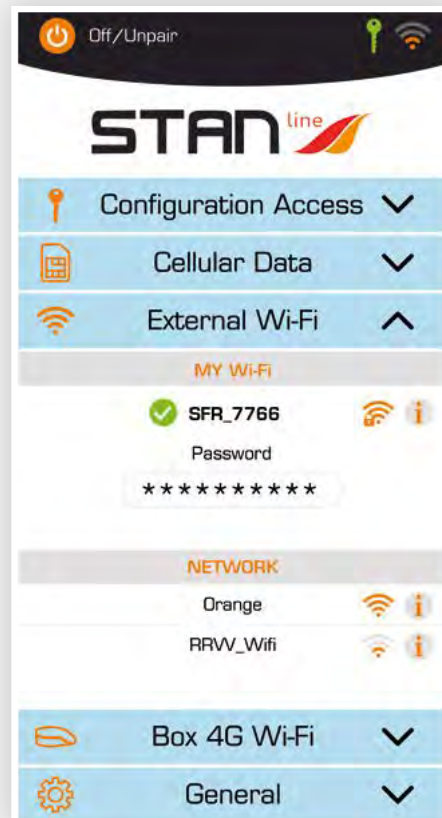 Off/Unpair
STAN line
Configuration Access
Cellular Data
External Wi-Fi
MY Wi-Fi
SFR_7766
Password
**********
NETWORK
Orange
RRVV_Wifi
Box 4G Wi-Fi
General